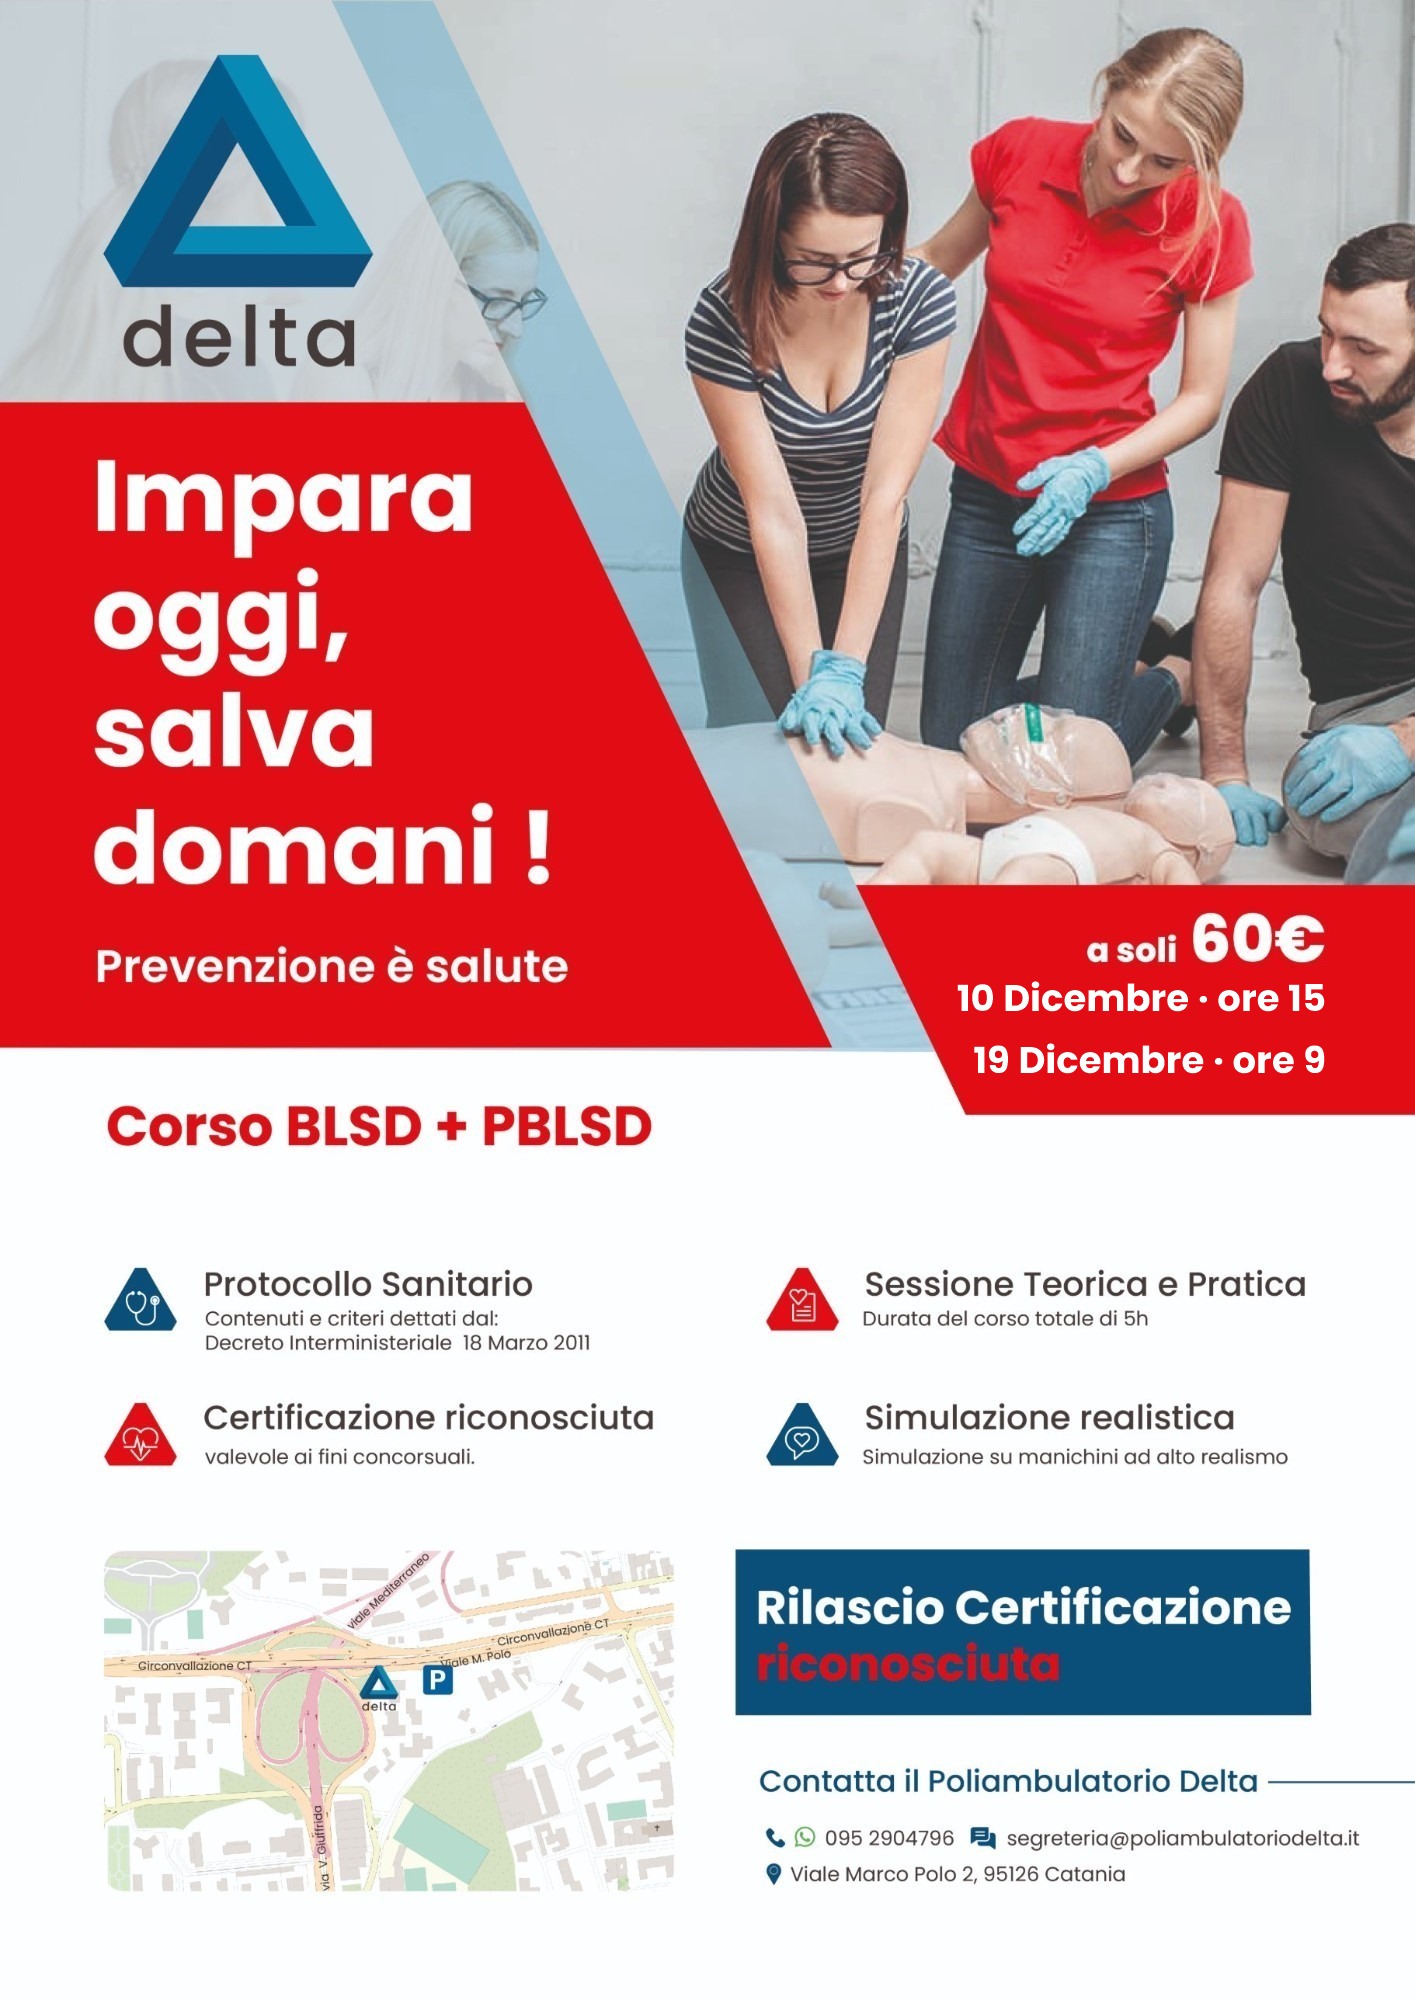 delta
Impara
oggi,
salva
domani !
Prevenzione è salute
a soli 60€
10 Dicembre · ore 15
19 Dicembre · ore 9
Corso BLSD + PBLSD
Protocollo Sanitario
Contenuti e criteri dettati dal:
Decreto Interministeriale 18 Marzo 2011
Sessione Teorica e Pratica
Durata del corso totale di 5h
Certificazione riconosciuta
valevole ai fini concorsuali.
Simulazione realistica
Simulazione su manichini ad alto realismo
viale Mediterraneo
Circonvallazione CT
Viale M. Polo
Circonvallazione CT
P
delta
via V. Giuffrida
Rilascio Certificazione
riconosciuta
Contatta il Poliambulatorio Delta
095 2904796 segreteria@poliambulatoriodelta.it
Viale Marco Polo 2, 95126 Catania